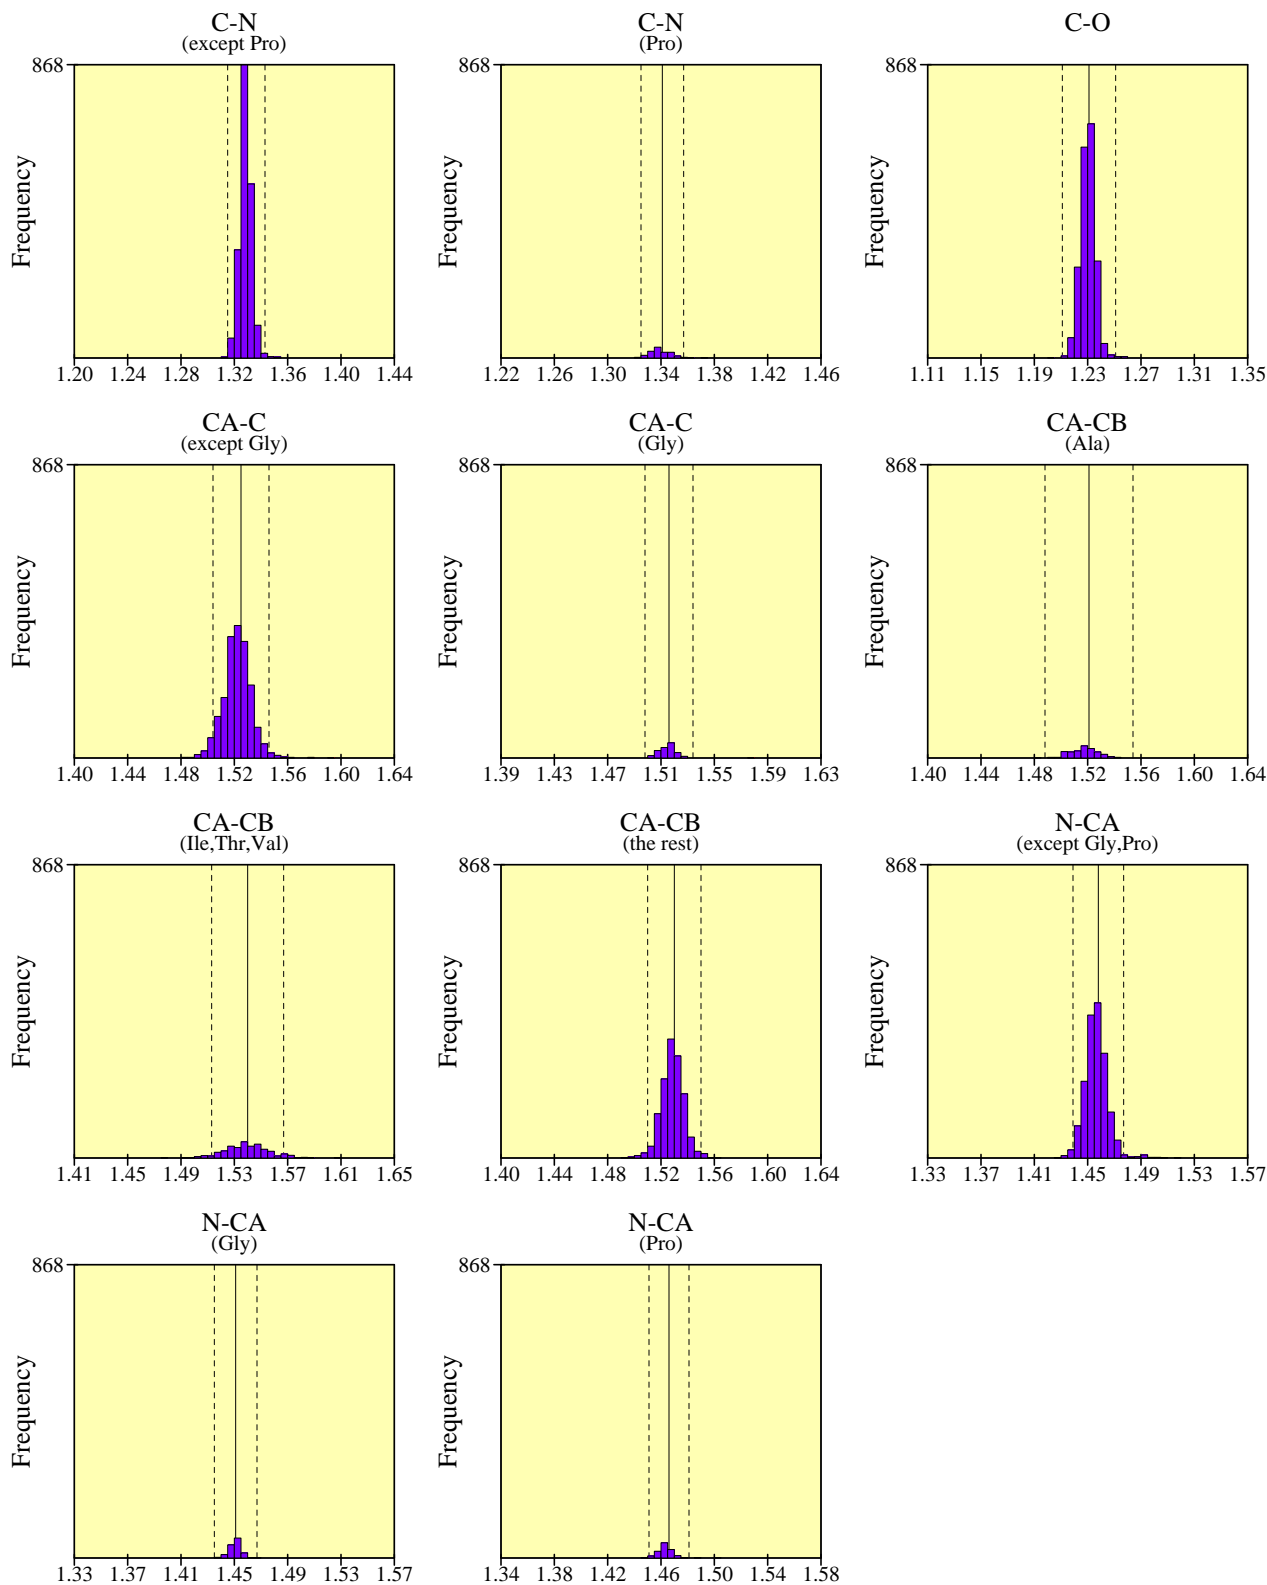 C-N
(except Pro)
868
Frequency
1.20 1.24 1.28 1.32 1.36 1.40 1.44
C-N
(Pro)
868
Frequency
1.22 1.26 1.30 1.34 1.38 1.42 1.46
C-O
868
Frequency
1.11 1.15 1.19 1.23 1.27 1.31 1.35
CA-C
(except Gly)
868
Frequency
1.40 1.44 1.48 1.52 1.56 1.60 1.64
CA-C
(Gly)
868
Frequency
1.39 1.43 1.47 1.51 1.55 1.59 1.63
CA-CB
(Ala)
868
Frequency
1.40 1.44 1.48 1.52 1.56 1.60 1.64
CA-CB
(Ile,Thr,Val)
868
Frequency
1.41 1.45 1.49 1.53 1.57 1.61 1.65
CA-CB
(the rest)
868
Frequency
1.40 1.44 1.48 1.52 1.56 1.60 1.64
N-CA
(except Gly,Pro)
868
Frequency
1.33 1.37 1.41 1.45 1.49 1.53 1.57
N-CA
(Gly)
868
Frequency
1.33 1.37 1.41 1.45 1.49 1.53 1.57
N-CA
(Pro)
868
Frequency
1.34 1.38 1.42 1.46 1.50 1.54 1.58